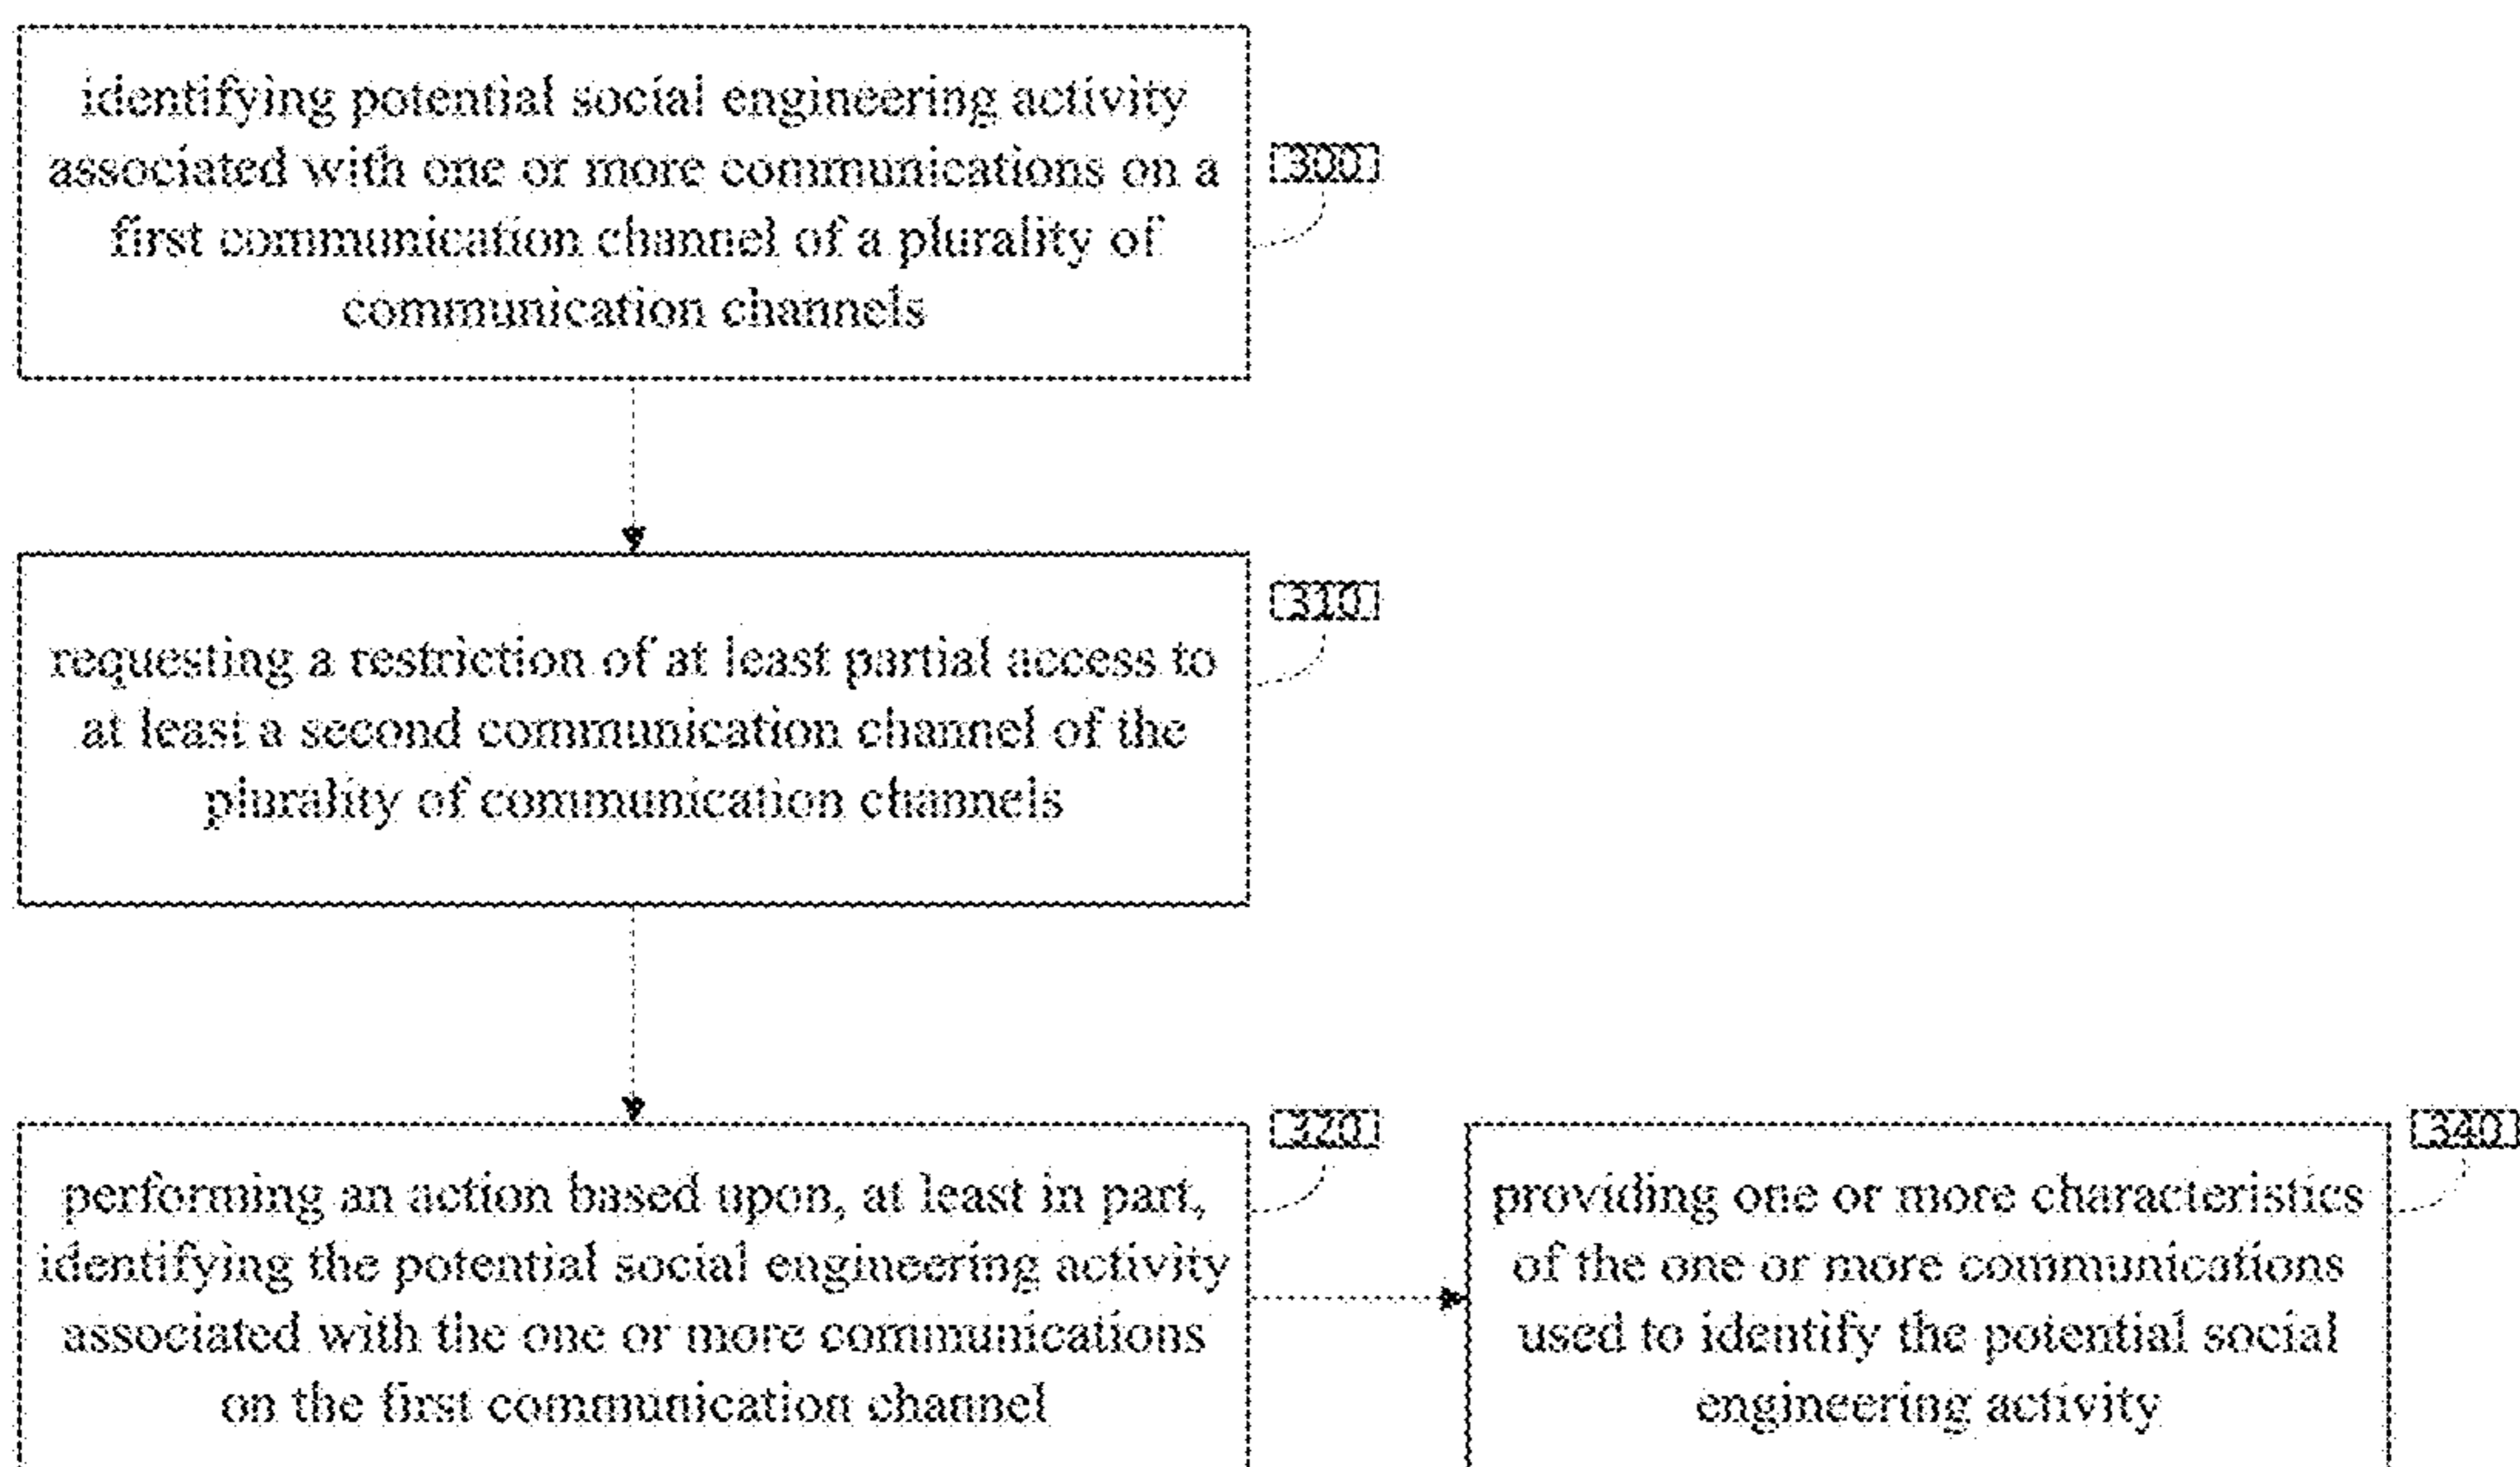 identifying potential social engineering activity
associated with one or more communications on a
first communication channel of a plurality of
communication channels
300
requesting a restriction of at least partial access to
at least a second communication channel of the
plurality of communication channels
310
performing an action based upon, at least in part,
identifying the potential social engineering activity
associated with the one or more communications
on the first communication channel
providing one or more characteristics
of the one or more communications
used to identify the potential social
engineering activity
340